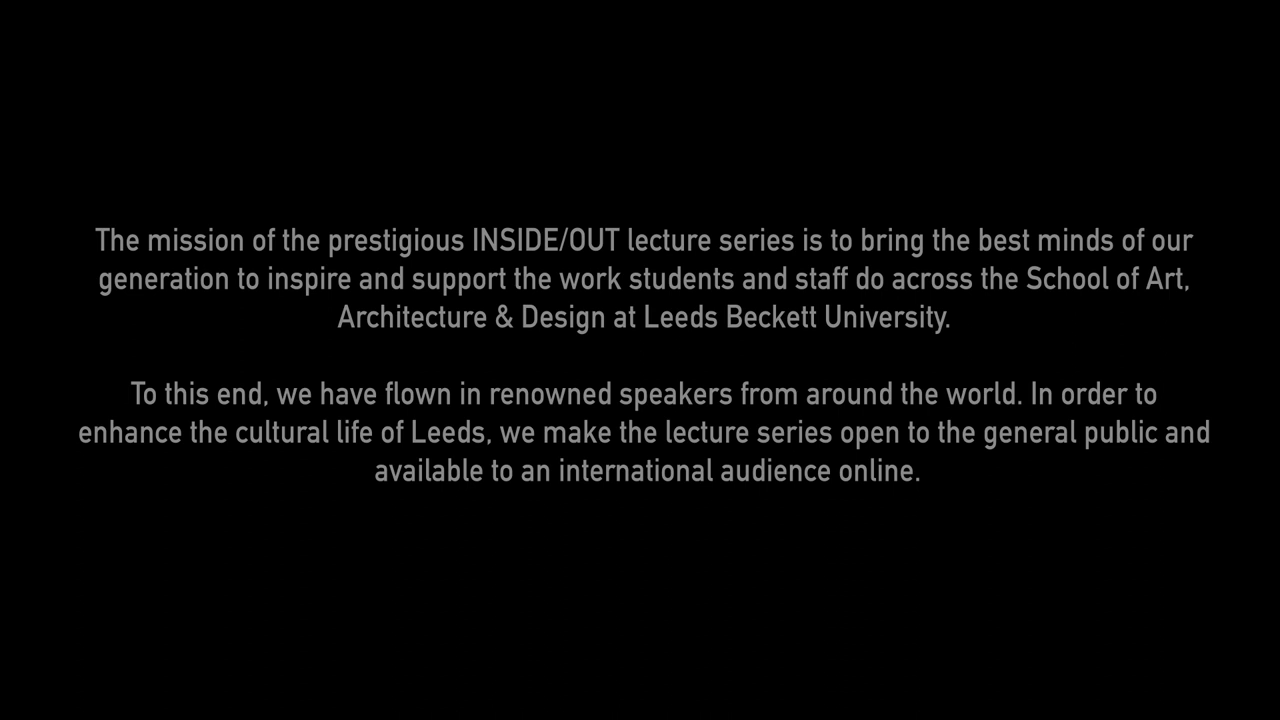 The mission of the prestigious INSIDE/OUT lecture series is to bring the best minds of our
generation to inspire and support the work students and staff do across the School of Art,
Architecture & Design at Leeds Beckett University.
To this end, we have flown in renowned speakers from around the world. In order to
enhance the cultural life of Leeds, we make the lecture series open to the general public and
available to an international audience online.